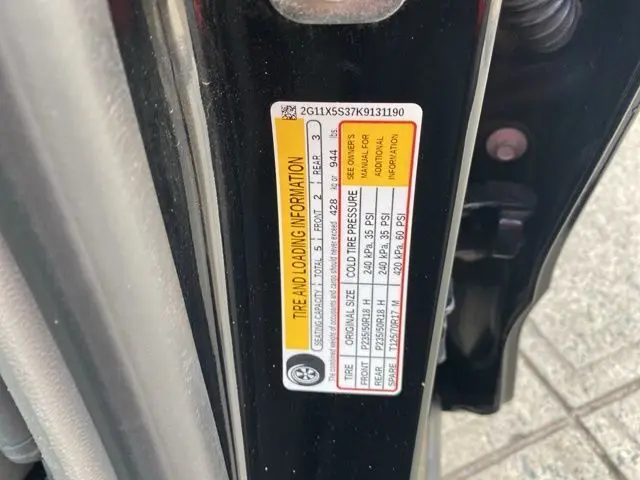 2G11X5S37K9131190
TIRE AND LOADING INFORMATION
SEATING CAPACITY TOTAL 5 FRONT 2 REAR 3
The combined weight of occupants and cargo should never exceed 428 kg or 944 lbs.
TIRE ORIGINAL SIZE COLD TIRE PRESSURE SEE OWNER'S
FRONT P235/50R18 H 240 kPa, 35 PSI MANUAL FOR
REAR P235/50R18 H 240 kPa, 35 PSI ADDITIONAL
SPARE T125/70R17 M 420 kPa, 60 PSI INFORMATION